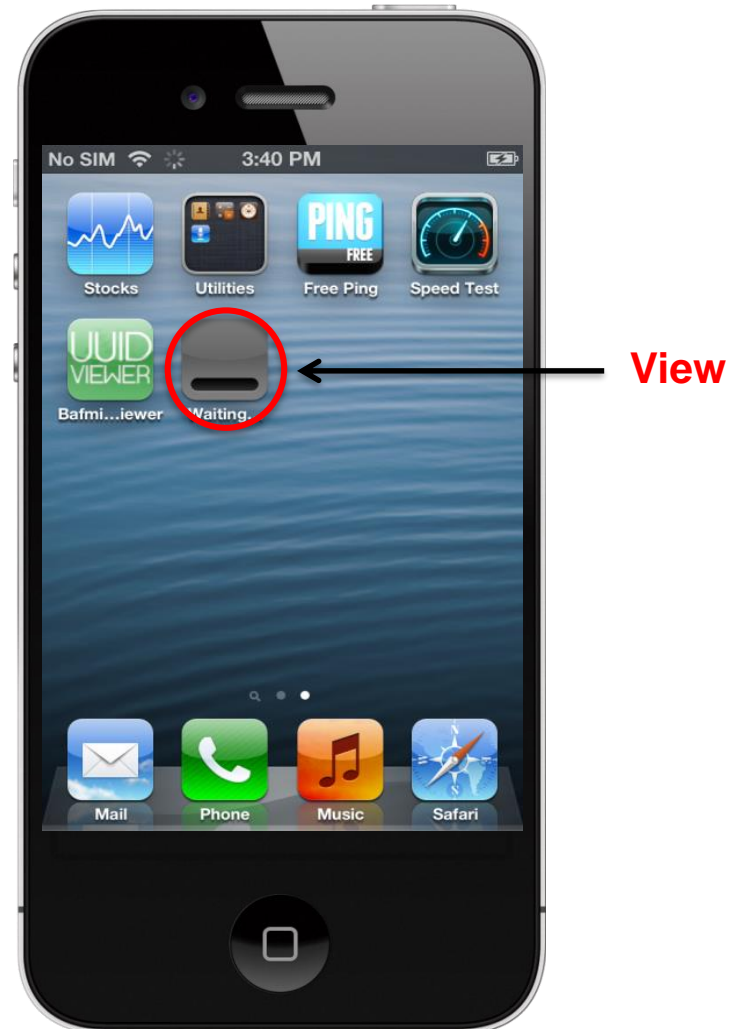 No SIM 3:40 PM
PING
FREE
Stocks Utilities Free Ping Speed Test
UUID
VIEWER
View
Bafmi...iewer Waiting...
Mail Phone Music Safari